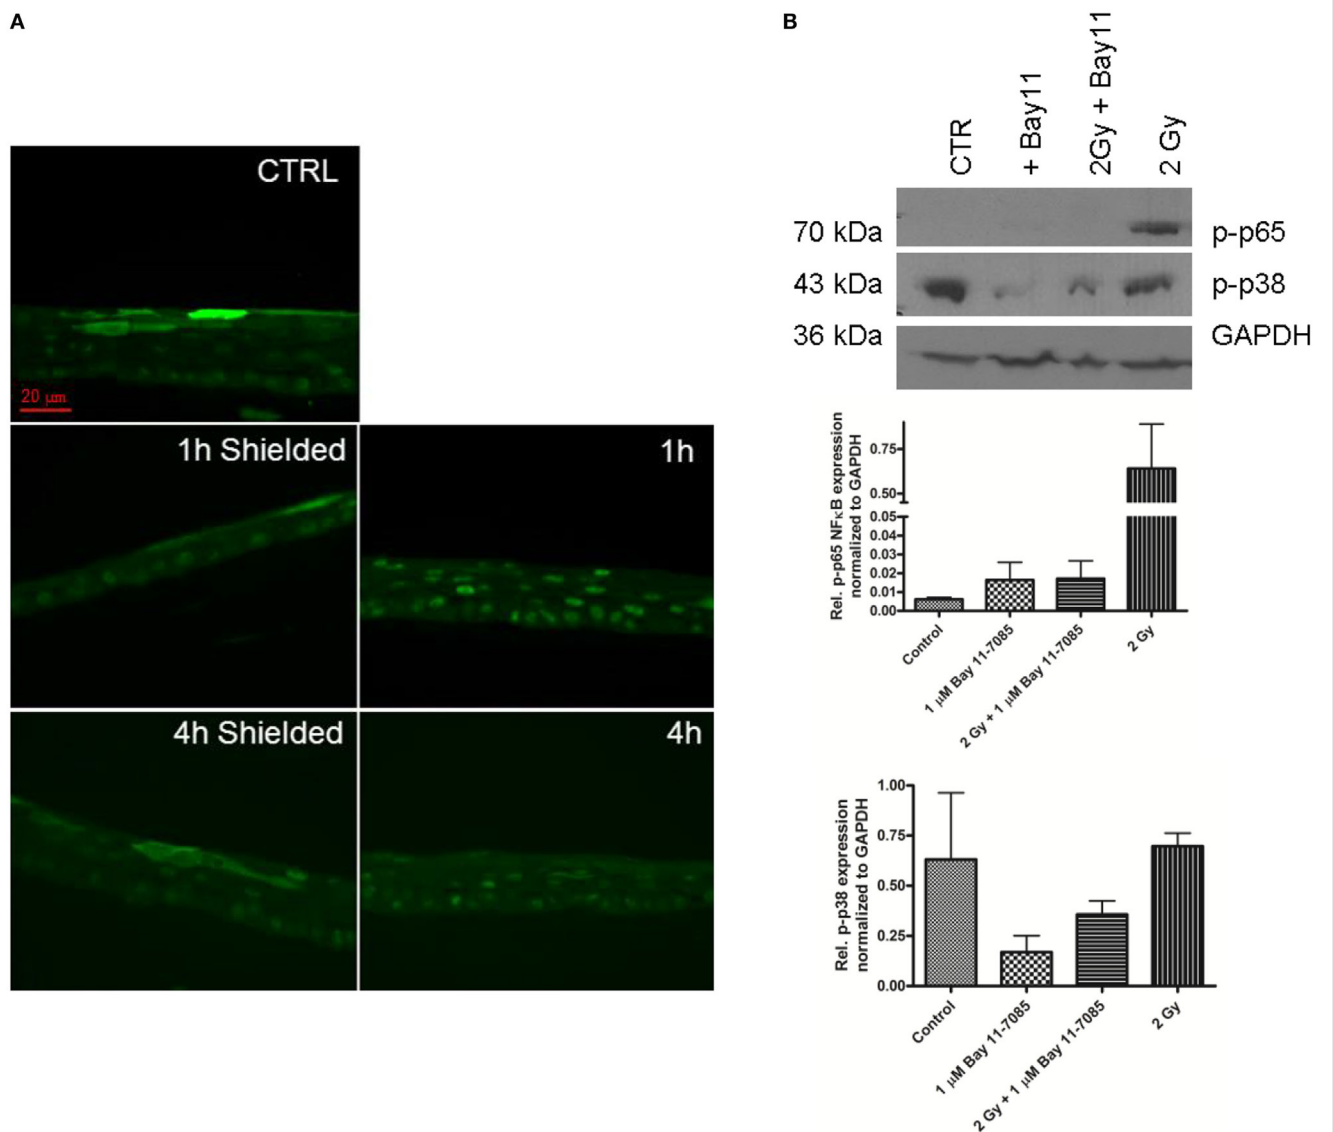 A
CTRL
20 μm
1h Shielded
1h
4h Shielded
4h
B
CTR
+ Bay11
2Gy + Bay11
2 Gy
70 kDa
p-p65
43 kDa
p-p38
36 kDa
GAPDH
Rel. p-p65 NFκB expression
normalized to GAPDH
0.75
0.50
0.05
0.04
0.03
0.02
0.01
0.00
Control
1 μM Bay 11-7085
2 Gy + 1 μM Bay 11-7085
2 Gy
Rel. p-p38 expression
normalized to GAPDH
1.00
0.75
0.50
0.25
0.00
Control
1 μM Bay 11-7085
2 Gy + 1 μM Bay 11-7085
2 Gy